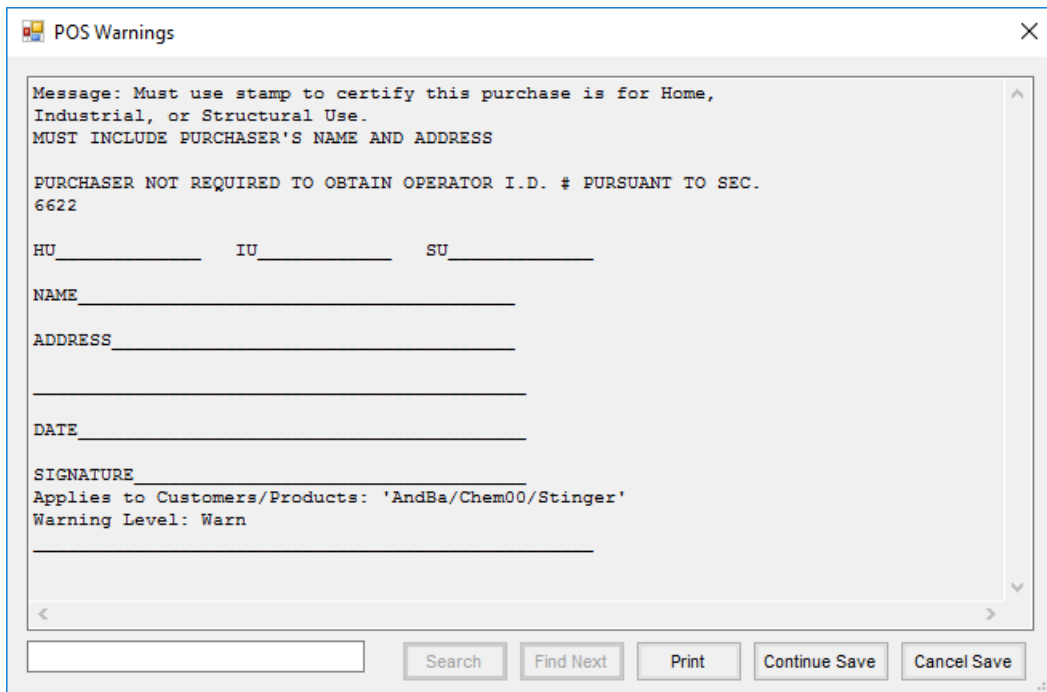 POS Warnings
Message: Must use stamp to certify this purchase is for Home,
Industrial, or Structural Use.
MUST INCLUDE PURCHASER'S NAME AND ADDRESS
PURCHASER NOT REQUIRED TO OBTAIN OPERATOR I.D. # PURSUANT TO SEC.
6622
HU_____________ IU____________ SU_____________
NAME_______________________________________
ADDRESS____________________________________
____________________________________________
DATE________________________________________
SIGNATURE___________________________________
Applies to Customers/Products: 'AndBa/Chem00/Stinger'
Warning Level: Warn
__________________________________________________
Search Find Next Print Continue Save Cancel Save